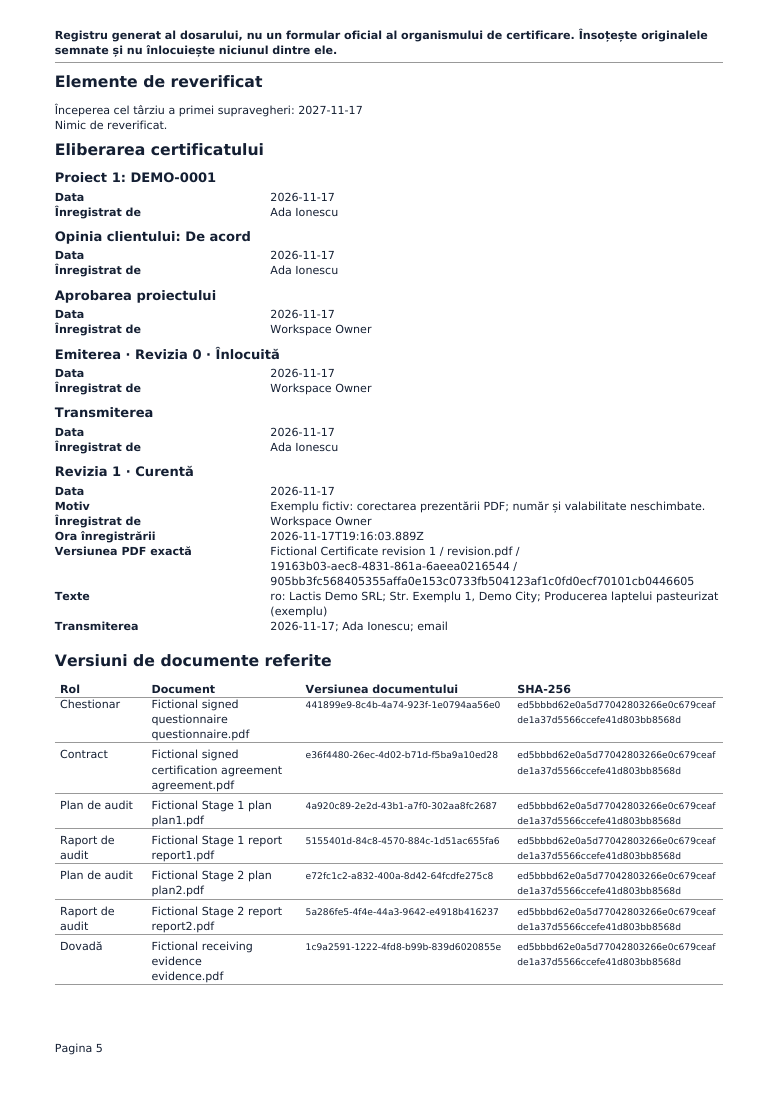 Registru general al dosarului, nu un formular oficial al organismului de certificare. Însoțește originalele
semnate și nu înlocuiește niciunul dintre ele.
Elemente de reverificat
Începerea cel târziu a primei supravegheri: 2027-11-17
Nimic de reverificat.
Eliberarea certificatului
Proiect 1: DEMO-0001
Data 2026-11-17
Înregistrat de Ada Ionescu
Opinia clientului: De acord
Data 2026-11-17
Înregistrat de Ada Ionescu
Aprobarea proiectului
Data 2026-11-17
Înregistrat de Workspace Owner
Emiterea · Revizia 0 · Înlocuită
Data 2026-11-17
Înregistrat de Workspace Owner
Transmiterea
Data 2026-11-17
Înregistrat de Ada Ionescu
Revizia 1 · Curentă
Data 2026-11-17
Motiv Exemplu fictiv: corectarea prezentării PDF; număr și valabilitate neschimbate.
Înregistrat de Workspace Owner
Ora înregistrării 2026-11-17T19:16:03.889Z
Versiunea PDF exactă Fictional Certificate revision 1 / revision.pdf /
19163b03-aec8-4831-861a-6aeea0216544 /
905bb3fc568405355affa0e153c0733fb504123af1c0fd0ecf70101cb0446605
Texte ro: Lactis Demo SRL; Str. Exemplu 1, Demo City; Producerea laptelui pasteurizat
(exemplu)
Transmiterea 2026-11-17; Ada Ionescu; email
Versiuni de documente referite
Rol Document Versiunea documentului SHA-256
Chestionar Fictional signed 441899e9-8c4b-4a74-923f-1e0794aa56e0 ed5bbbd62e0a5d77042803266e0c679ceaf
questionnaire de1a37d5566ccefe41d803bb8568d
questionnaire.pdf
Contract Fictional signed e36f4480-26ec-4d02-b71d-f5ba9a10ed28 ed5bbbd62e0a5d77042803266e0c679ceaf
certification agreement de1a37d5566ccefe41d803bb8568d
agreement.pdf
Plan de audit Fictional Stage 1 plan 4a920c89-2e2d-43b1-a7f0-302aa8fc2687 ed5bbbd62e0a5d77042803266e0c679ceaf
plan1.pdf de1a37d5566ccefe41d803bb8568d
Raport de Fictional Stage 1 report 5155401d-84c8-4570-884c-1d51ac655fa6 ed5bbbd62e0a5d77042803266e0c679ceaf
audit report1.pdf de1a37d5566ccefe41d803bb8568d
Plan de audit Fictional Stage 2 plan e72fc1c2-a832-400a-8d42-64fcdfe275c8 ed5bbbd62e0a5d77042803266e0c679ceaf
plan2.pdf de1a37d5566ccefe41d803bb8568d
Raport de Fictional Stage 2 report 5a286fe5-4f4e-44a3-9642-e4918b416237 ed5bbbd62e0a5d77042803266e0c679ceaf
audit report2.pdf de1a37d5566ccefe41d803bb8568d
Dovadă Fictional receiving 1c9a2591-1222-4fd8-b99b-839d6020855e ed5bbbd62e0a5d77042803266e0c679ceaf
evidence de1a37d5566ccefe41d803bb8568d
evidence.pdf
Pagina 5